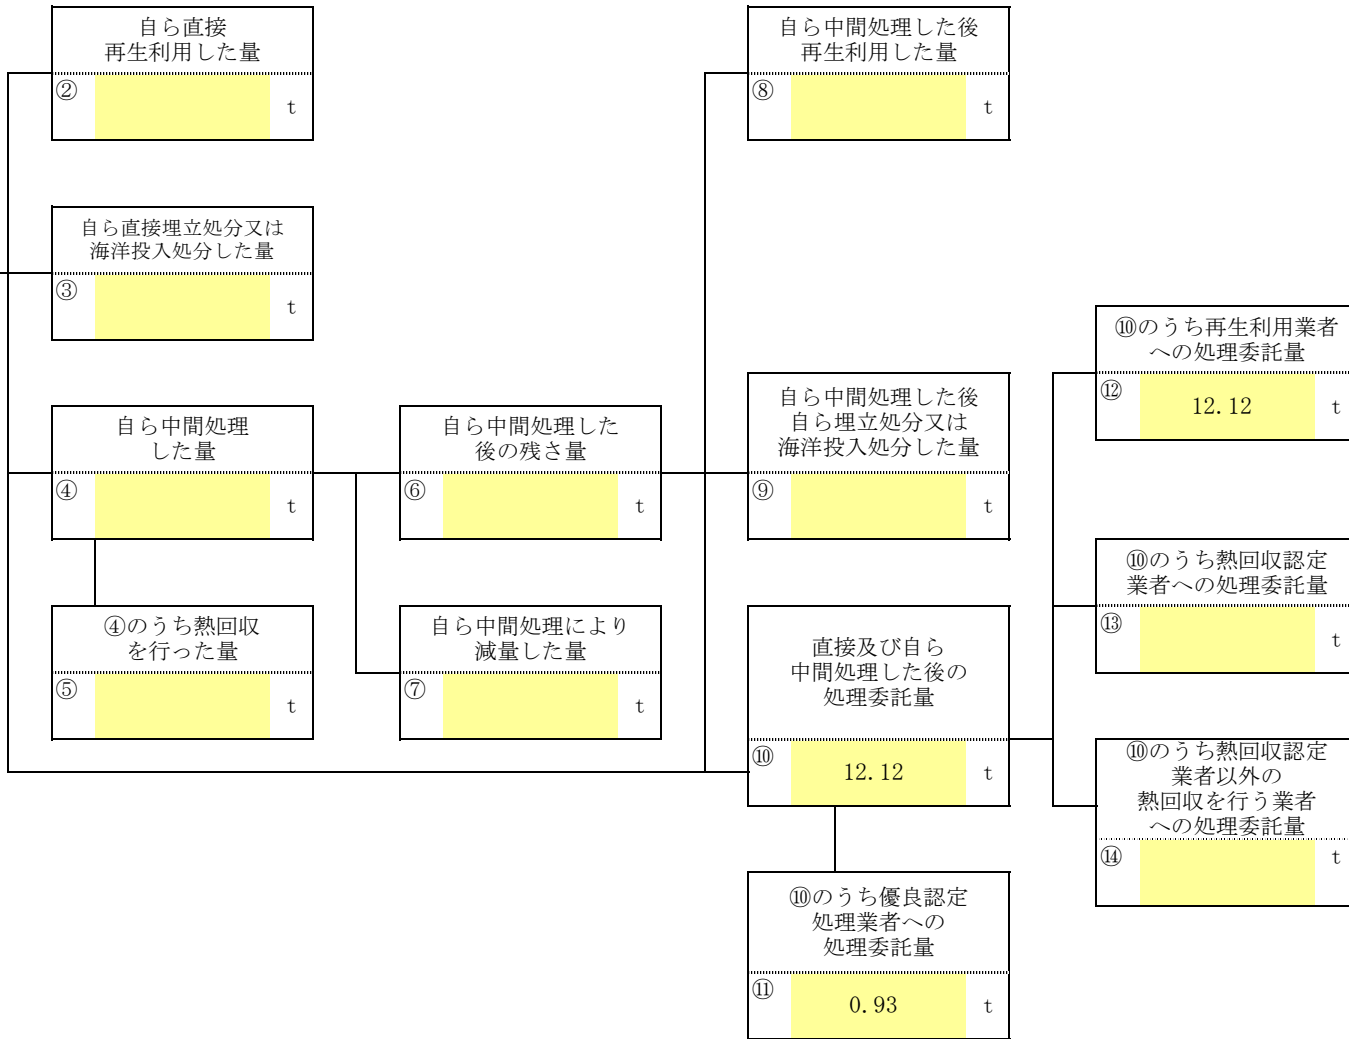 自ら直接
再生利用した量
②
t
自ら中間処理した後
再生利用した量
⑧
t
自ら直接埋立処分又は
海洋投入処分した量
③
t
⑩のうち再生利用業者
への処理委託量
⑫
12.12
t
自ら中間処理
した量
④
t
自ら中間処理した
後の残さ量
⑥
t
自ら中間処理した後
自ら埋立処分又は
海洋投入処分した量
⑨
t
⑩のうち熱回収認定
業者への処理委託量
⑬
t
④のうち熱回収
を行った量
⑤
t
自ら中間処理により
減量した量
⑦
t
直接及び自ら
中間処理した後の
処理委託量
⑩
12.12
t
⑩のうち熱回収認定
業者以外の
熱回収を行う業者
への処理委託量
⑭
t
⑩のうち優良認定
処理業者への
処理委託量
⑪
0.93
t